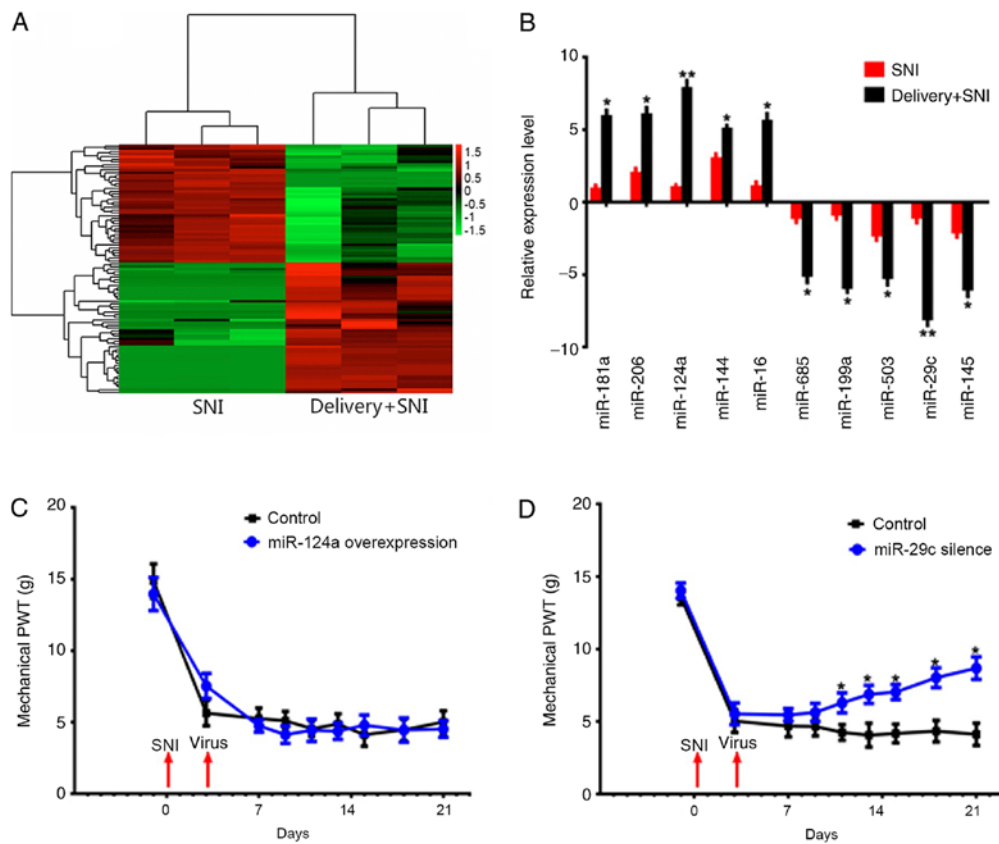 A
1.5
1
0.5
0
-0.5
-1
-1.5
SNI
Delivery+SNI
B
SNI
Delivery+SNI
Relative expression level
10
5
0
−5
−10
*
*
**
*
*
*
*
*
**
*
miR-181a
miR-206
miR-124a
miR-144
miR-16
miR-685
miR-199a
miR-503
miR-29c
miR-145
C
Control
miR-124a overexpression
Mechanical PWT (g)
20
15
10
5
0
SNI
Virus
0
7
14
21
Days
D
Control
miR-29c silence
Mechanical PWT (g)
20
15
10
5
0
*
*
*
*
*
SNI
Virus
0
7
14
21
Days